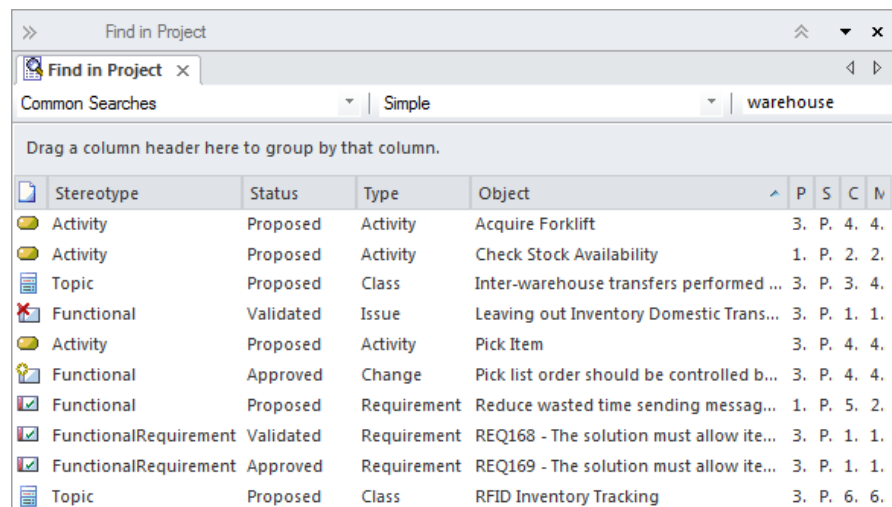 Find in Project
Find in Project
Common Searches Simple warehouse
Drag a column header here to group by that column.
Stereotype Status Type Object P S C M
Activity Proposed Activity Acquire Forklift 3. P. 4. 4.
Activity Proposed Activity Check Stock Availability 1. P. 2. 2.
Topic Proposed Class Inter-warehouse transfers performed ... 3. P. 3. 4.
Functional Validated Issue Leaving out Inventory Domestic Trans... 3. P. 1. 1.
Activity Proposed Activity Pick Item 3. P. 4. 4.
Functional Approved Change Pick list order should be controlled b... 3. P. 4. 4.
Functional Proposed Requirement Reduce wasted time sending messag... 1. P. 5. 2.
FunctionalRequirement Validated Requirement REQ168 - The solution must allow ite... 3. P. 1. 1.
FunctionalRequirement Approved Requirement REQ169 - The solution must allow ite... 3. P. 1. 1.
Topic Proposed Class RFID Inventory Tracking 3. P. 6. 6.